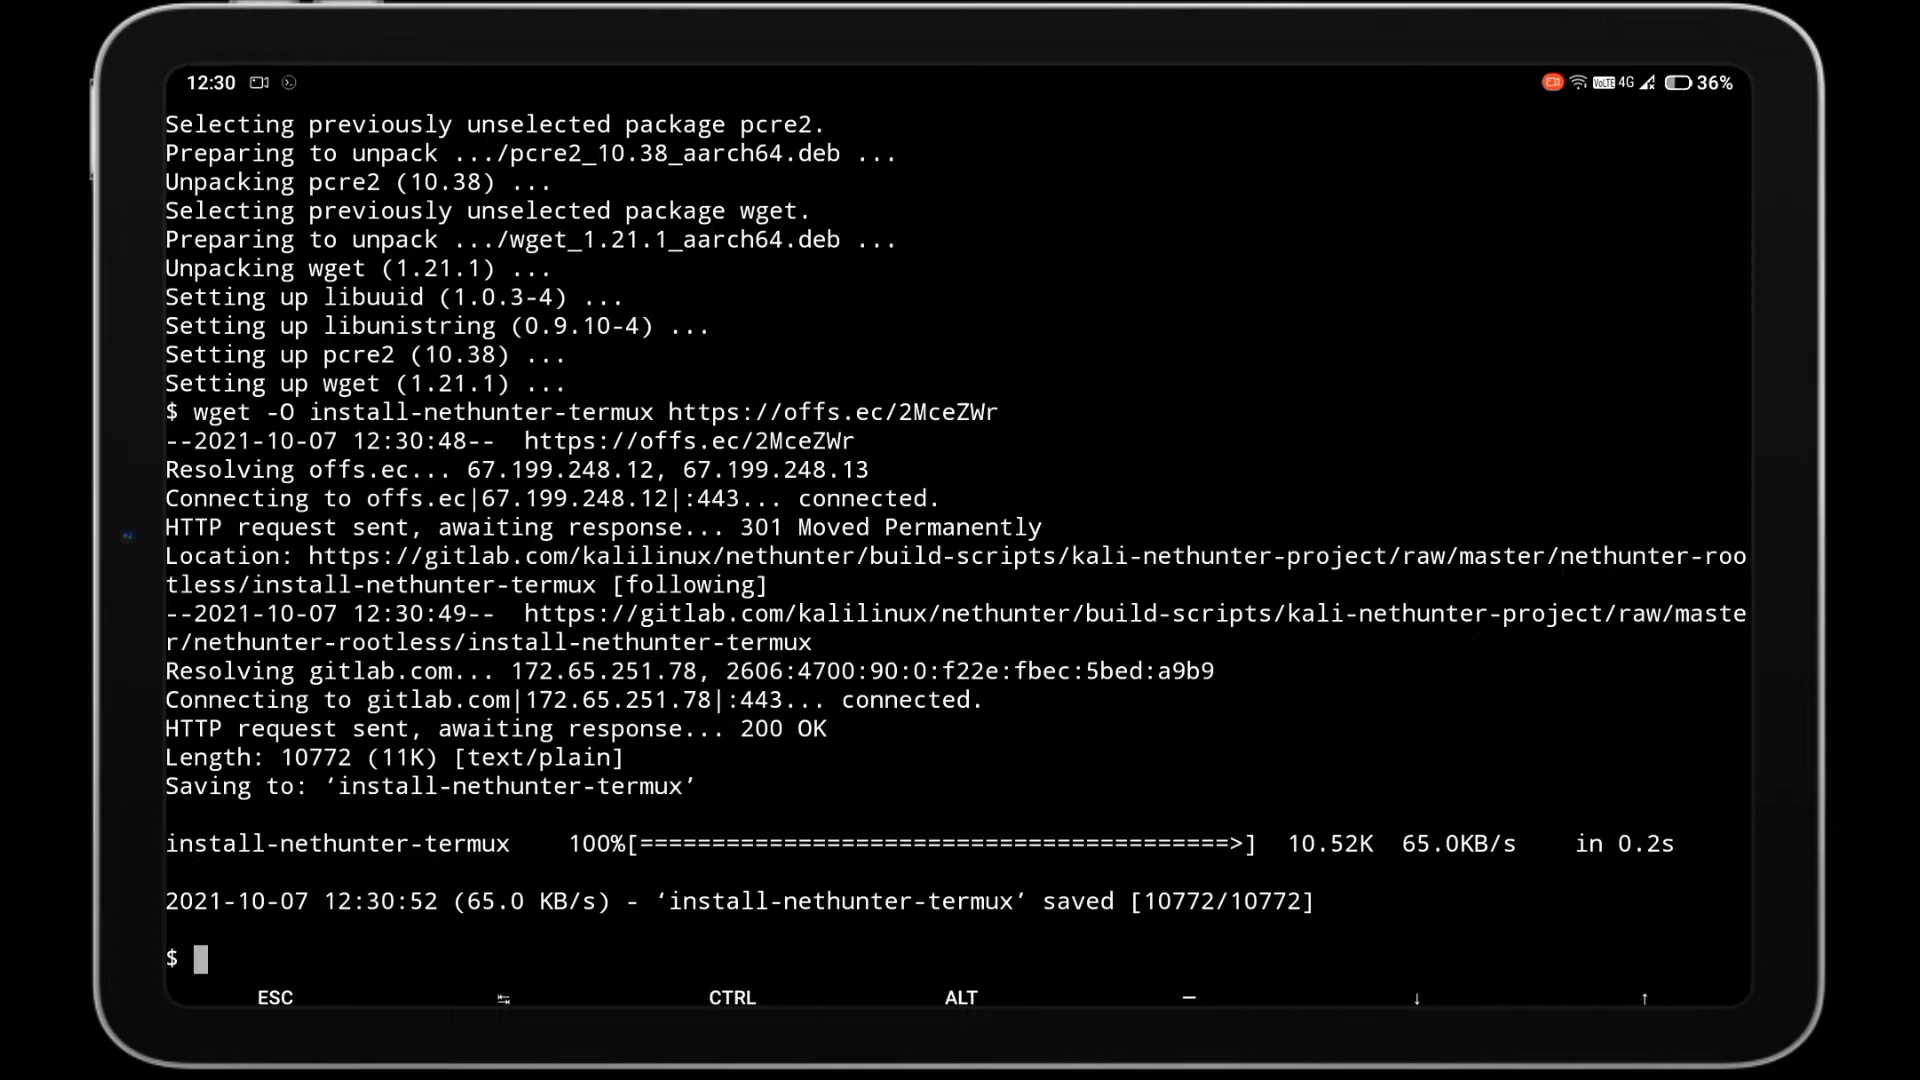 12:30 VoLTE 4G 36%
Selecting previously unselected package pcre2.
Preparing to unpack .../pcre2_10.38_aarch64.deb ...
Unpacking pcre2 (10.38) ...
Selecting previously unselected package wget.
Preparing to unpack .../wget_1.21.1_aarch64.deb ...
Unpacking wget (1.21.1) ...
Setting up libuuid (1.0.3-4) ...
Setting up libunistring (0.9.10-4) ...
Setting up pcre2 (10.38) ...
Setting up wget (1.21.1) ...
$ wget -O install-nethunter-termux https://offs.ec/2MceZWr
--2021-10-07 12:30:48--  https://offs.ec/2MceZWr
Resolving offs.ec... 67.199.248.12, 67.199.248.13
Connecting to offs.ec|67.199.248.12|:443... connected.
HTTP request sent, awaiting response... 301 Moved Permanently
Location: https://gitlab.com/kalilinux/nethunter/build-scripts/kali-nethunter-project/raw/master/nethunter-roo
tless/install-nethunter-termux [following]
--2021-10-07 12:30:49--  https://gitlab.com/kalilinux/nethunter/build-scripts/kali-nethunter-project/raw/maste
r/nethunter-rootless/install-nethunter-termux
Resolving gitlab.com... 172.65.251.78, 2606:4700:90:0:f22e:fbec:5bed:a9b9
Connecting to gitlab.com|172.65.251.78|:443... connected.
HTTP request sent, awaiting response... 200 OK
Length: 10772 (11K) [text/plain]
Saving to: ‘install-nethunter-termux’
install-nethunter-termux    100%[=========================================>]  10.52K  65.0KB/s    in 0.2s
2021-10-07 12:30:52 (65.0 KB/s) - ‘install-nethunter-termux’ saved [10772/10772]
$
ESC ↹ CTRL ALT — ↓ ↑